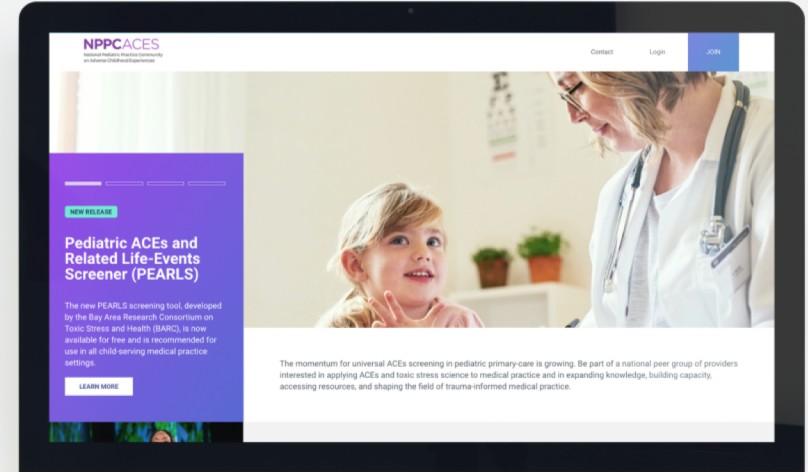 NPPCACES
National Pediatric Practice Community
on Adverse Childhood Experiences
Contact
Login
JOIN
NEW RELEASE
Pediatric ACEs and
Related Life-Events
Screener (PEARLS)
The new PEARLS screening tool, developed
by the Bay Area Research Consortium on
Toxic Stress and Health (BARC), is now
available for free and is recommended for
use in all child-serving medical practice
settings.
LEARN MORE
The momentum for universal ACEs screening in pediatric primary-care is growing. Be part of a national peer group of providers
interested in applying ACEs and toxic stress science to medical practice and in expanding knowledge, building capacity,
accessing resources, and shaping the field of trauma-informed medical practice.